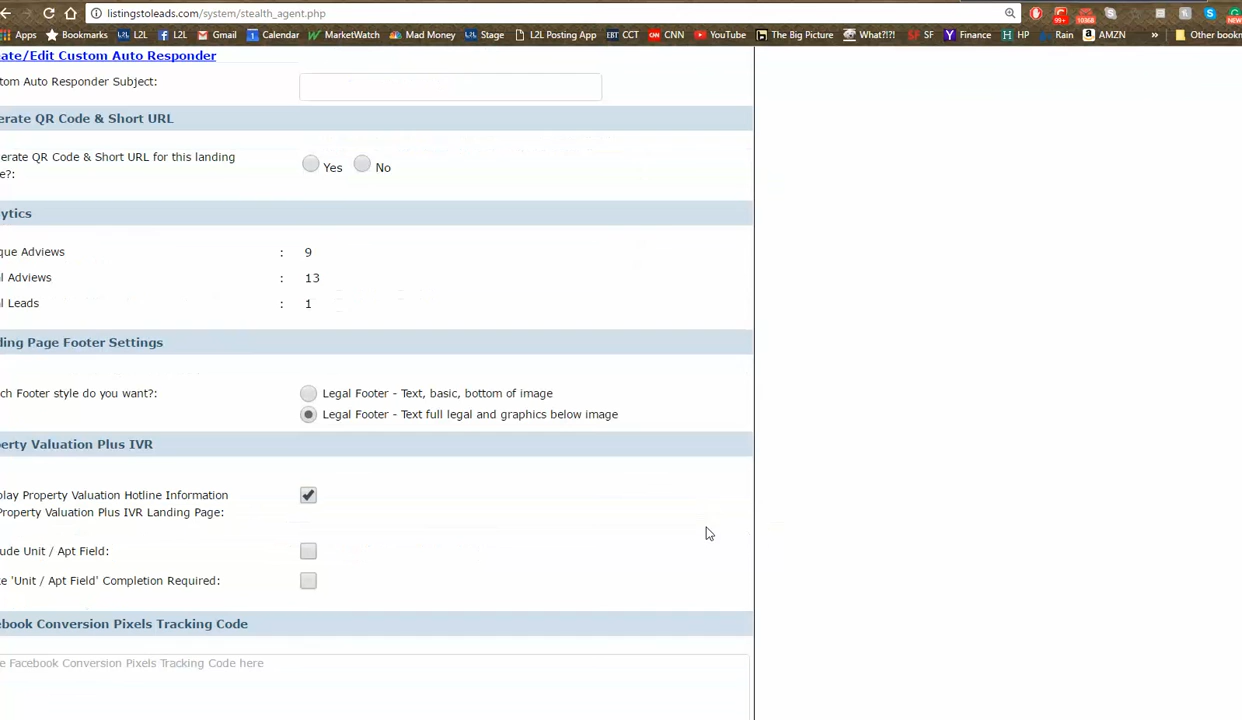 listingstoleads.com/system/stealth_agent.php
Apps Bookmarks L2L L2L Gmail Calendar MarketWatch Mad Money Stage L2L Posting App EBT CCT CNN YouTube The Big Picture What?!?! SF SF Finance HP Rain AMZN » Other bookm
99+ 10368 NEW
ate/Edit Custom Auto Responder
tom Auto Responder Subject:
erate QR Code & Short URL
erate QR Code & Short URL for this landing
e?:
Yes No
ytics
que Adviews : 9
l Adviews : 13
l Leads : 1
ding Page Footer Settings
ch Footer style do you want?:
Legal Footer - Text, basic, bottom of image
Legal Footer - Text full legal and graphics below image
erty Valuation Plus IVR
play Property Valuation Hotline Information
Property Valuation Plus IVR Landing Page:
ude Unit / Apt Field:
e 'Unit / Apt Field' Completion Required:
ebook Conversion Pixels Tracking Code
e Facebook Conversion Pixels Tracking Code here